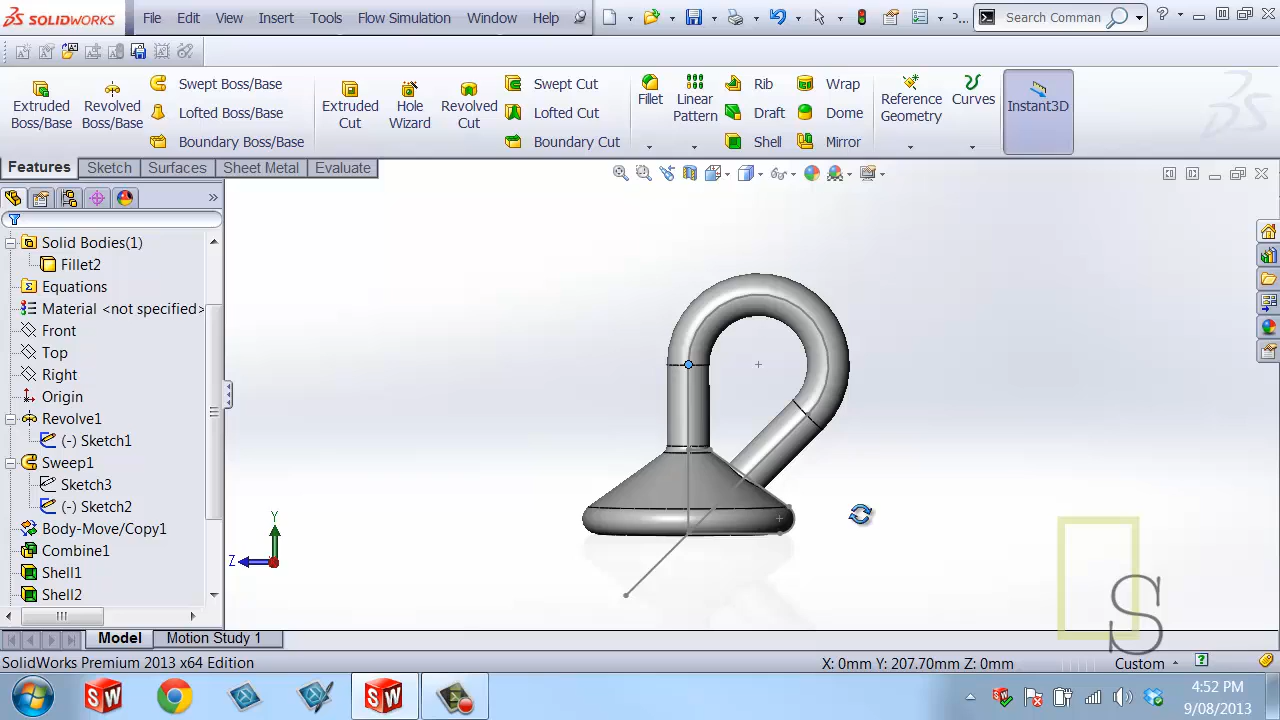 SOLIDWORKS File Edit View Insert Tools Flow Simulation Window Help Search Comman
Swept Boss/Base Swept Cut Rib Wrap
Extruded Boss/Base Revolved Boss/Base Lofted Boss/Base Extruded Cut Hole Wizard Revolved Cut Lofted Cut Fillet Linear Pattern Draft Dome Reference Geometry Curves Instant3D
Boundary Boss/Base Boundary Cut Shell Mirror
Features Sketch Surfaces Sheet Metal Evaluate
Solid Bodies(1)
Fillet2
Equations
Material <not specified>
Front
Top
Right
Origin
Revolve1
(-) Sketch1
Sweep1
Sketch3
(-) Sketch2
Body-Move/Copy1
Combine1
Shell1
Shell2
Y
Z
S
Model Motion Study 1
SolidWorks Premium 2013 x64 Edition X: 0mm Y: 207.70mm Z: 0mm Custom
4:52 PM
9/08/2013